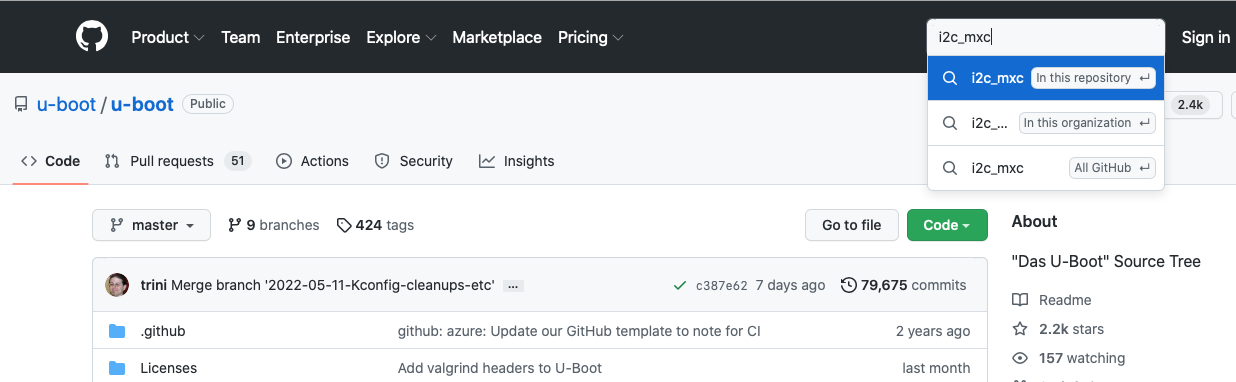 Product Team Enterprise Explore Marketplace Pricing i2c_mxc Sign in
i2c_mxc In this repository
u-boot / u-boot Public 2.4k
i2c_... In this organization
Code Pull requests 51 Actions Security Insights
i2c_mxc All GitHub
master 9 branches 424 tags Go to file Code About
"Das U-Boot" Source Tree
trini Merge branch '2022-05-11-Kconfig-cleanups-etc' ... c387e62 7 days ago 79,675 commits
Readme
.github github: azure: Update our GitHub template to note for CI 2 years ago
2.2k stars
157 watching
Licenses Add valgrind headers to U-Boot last month